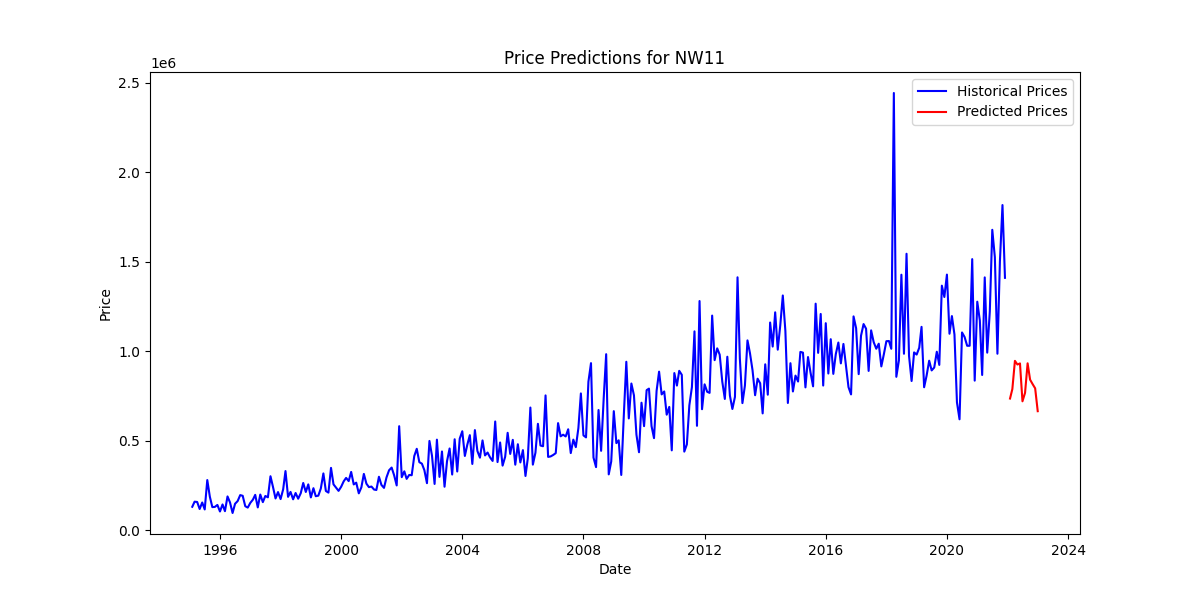 Price Predictions for NW11
1e6
2.5
2.0
1.5
1.0
0.5
0.0
Price
1996
2000
2004
2008
2012
2016
2020
2024
Date
Historical Prices
Predicted Prices